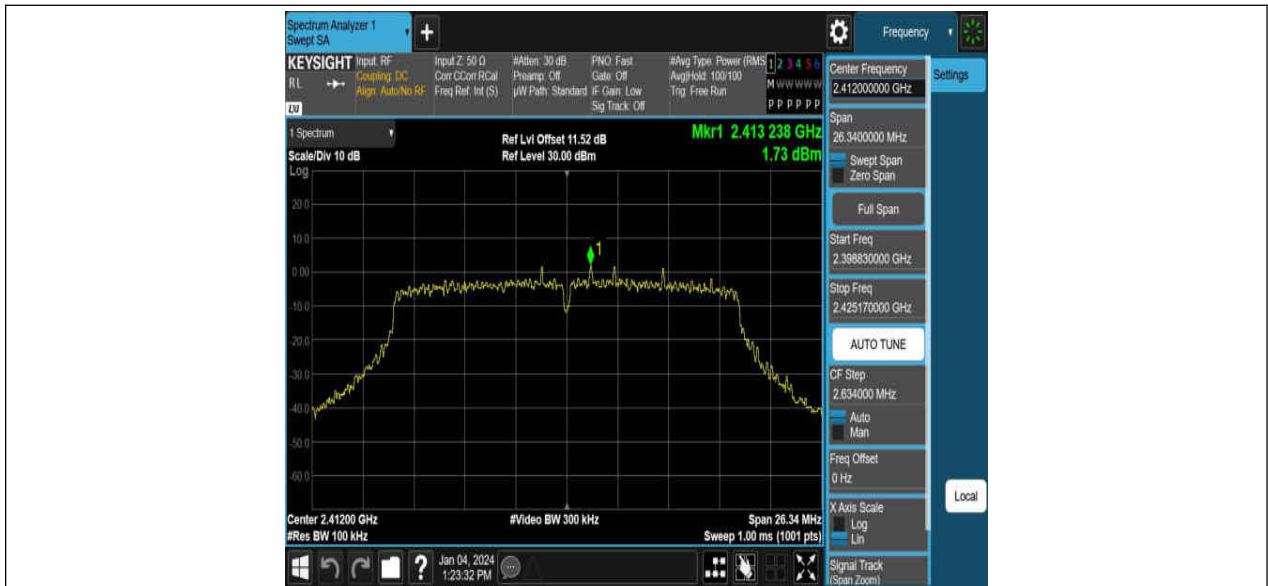 Spectrum Analyzer 1
Swept SA
+
Frequency
KEYSIGHT
RL
LXI
Input: RF
Coupling: DC
Align: Auto/No RF
Input Z: 50 Ω
Corr CCorr RCal
Freq Ref: Int (S)
#Atten: 30 dB
Preamp: Off
µW Path: Standard
PNO: Fast
Gate: Off
IF Gain: Low
Sig Track: Off
#Avg Type: Power (RMS
Avg|Hold: 100/100
Trig: Free Run
1 2 3 4 5 6
M W W W W W
P P P P P P
1 Spectrum
Scale/Div 10 dB
Log
Ref Lvl Offset 11.52 dB
Ref Level 30.00 dBm
Mkr1 2.413 238 GHz
1.73 dBm
1
20.0
10.0
0.00
-10.0
-20.0
-30.0
-40.0
-50.0
-60.0
Center 2.41200 GHz
#Res BW 100 kHz
#Video BW 300 kHz
Span 26.34 MHz
Sweep 1.00 ms (1001 pts)
?
Jan 04, 2024
1:23:32 PM
Center Frequency
2.412000000 GHz
Span
26.3400000 MHz
Swept Span
Zero Span
Full Span
Start Freq
2.398830000 GHz
Stop Freq
2.425170000 GHz
AUTO TUNE
CF Step
2.634000 MHz
Auto
Man
Freq Offset
0 Hz
X Axis Scale
Log
Lin
Signal Track
(Span Zoom)
Settings
Local